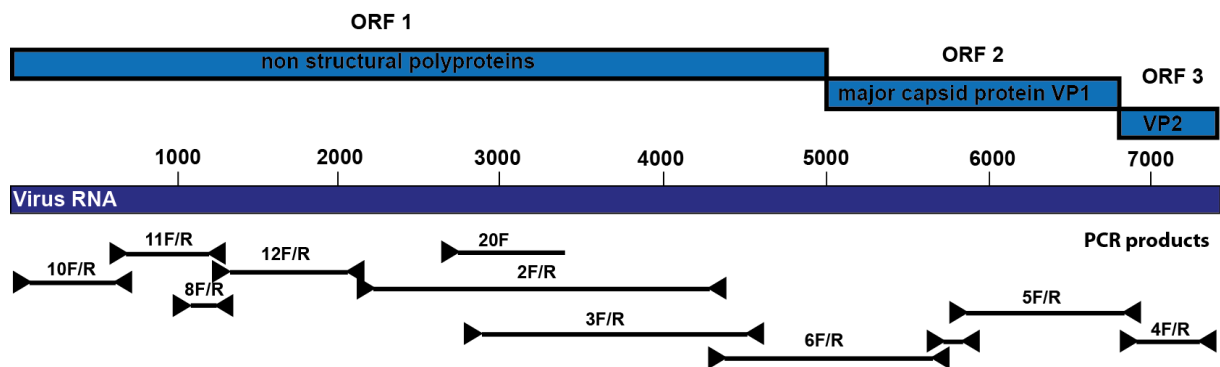 ORF 1
non structural polyproteins
ORF 2
major capsid protein VP1
ORF 3
VP2
1000 2000 3000 4000 5000 6000 7000
Virus RNA
PCR products
11F/R
20F
12F/R
10F/R
2F/R
8F/R
5F/R
3F/R
4F/R
6F/R